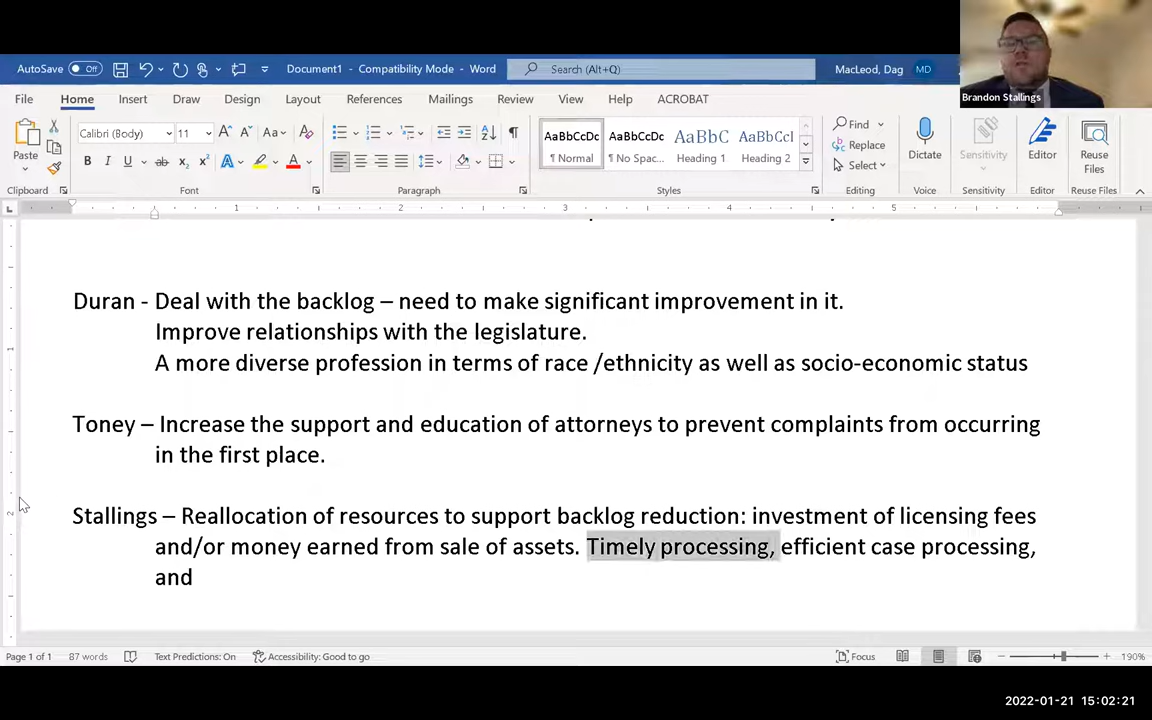 AutoSave Off Document1 - Compatibility Mode - Word Search (Alt+Q) MacLeod, Dag MD
Brandon Stallings
File Home Insert Draw Design Layout References Mailings Review View Help ACROBAT
Calibri (Body) 11 AaBbCcDc AaBbCcDc AaBbC AaBbCcI Find
Replace
Paste Normal No Spac... Heading 1 Heading 2 Select Dictate Sensitivity Editor Reuse Files
Clipboard Font Paragraph Styles Editing Voice Sensitivity Editor Reuse Files
1 2 3 4 5
Duran - Deal with the backlog – need to make significant improvement in it.
Improve relationships with the legislature.
A more diverse profession in terms of race /ethnicity as well as socio-economic status
Toney – Increase the support and education of attorneys to prevent complaints from occurring
in the first place.
Stallings – Reallocation of resources to support backlog reduction: investment of licensing fees
and/or money earned from sale of assets. Timely processing, efficient case processing,
and
Page 1 of 1 87 words Text Predictions: On Accessibility: Good to go Focus 190%
2022-01-21 15:02:21